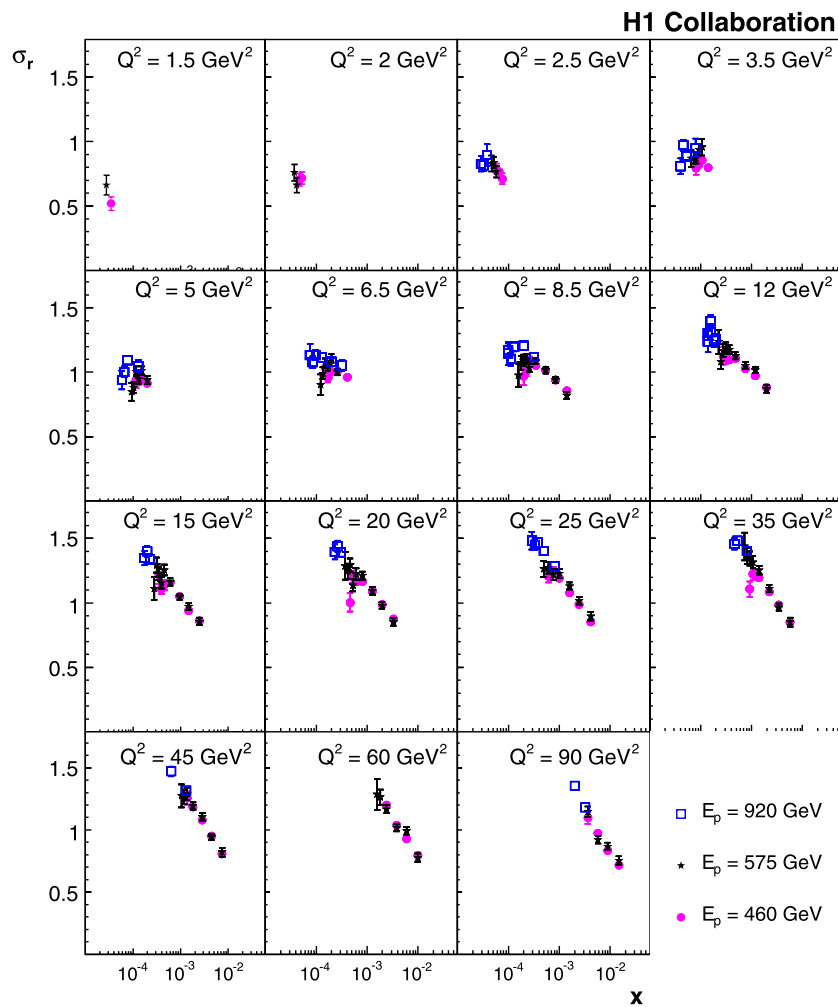 H1 Collaboration
σr
Q2 = 1.5 GeV2
Q2 = 2 GeV2
Q2 = 2.5 GeV2
Q2 = 3.5 GeV2
1.5
1
0.5
Q2 = 5 GeV2
Q2 = 6.5 GeV2
Q2 = 8.5 GeV2
Q2 = 12 GeV2
1.5
1
0.5
Q2 = 15 GeV2
Q2 = 20 GeV2
Q2 = 25 GeV2
Q2 = 35 GeV2
1.5
1
0.5
Q2 = 45 GeV2
Q2 = 60 GeV2
Q2 = 90 GeV2
1.5
1
0.5
Ep = 920 GeV
Ep = 575 GeV
Ep = 460 GeV
10-4 10-3 10-2
10-4 10-3 10-2
10-4 10-3 10-2
x